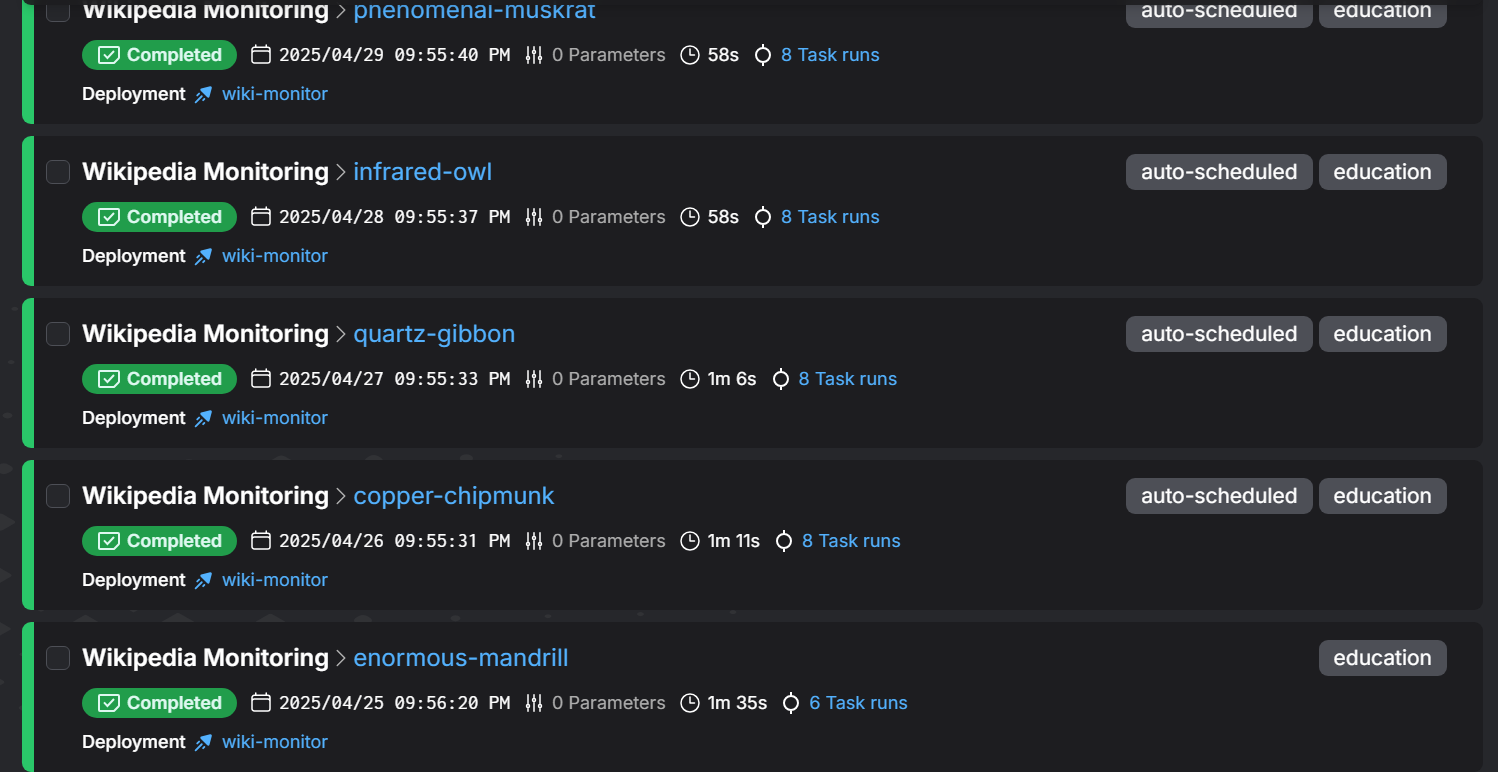 Wikipedia Monitoring > phenomenal-muskrat auto-scheduled education
Completed 2025/04/29 09:55:40 PM 0 Parameters 58s 8 Task runs
Deployment wiki-monitor
Wikipedia Monitoring > infrared-owl auto-scheduled education
Completed 2025/04/28 09:55:37 PM 0 Parameters 58s 8 Task runs
Deployment wiki-monitor
Wikipedia Monitoring > quartz-gibbon auto-scheduled education
Completed 2025/04/27 09:55:33 PM 0 Parameters 1m 6s 8 Task runs
Deployment wiki-monitor
Wikipedia Monitoring > copper-chipmunk auto-scheduled education
Completed 2025/04/26 09:55:31 PM 0 Parameters 1m 11s 8 Task runs
Deployment wiki-monitor
Wikipedia Monitoring > enormous-mandrill education
Completed 2025/04/25 09:56:20 PM 0 Parameters 1m 35s 6 Task runs
Deployment wiki-monitor